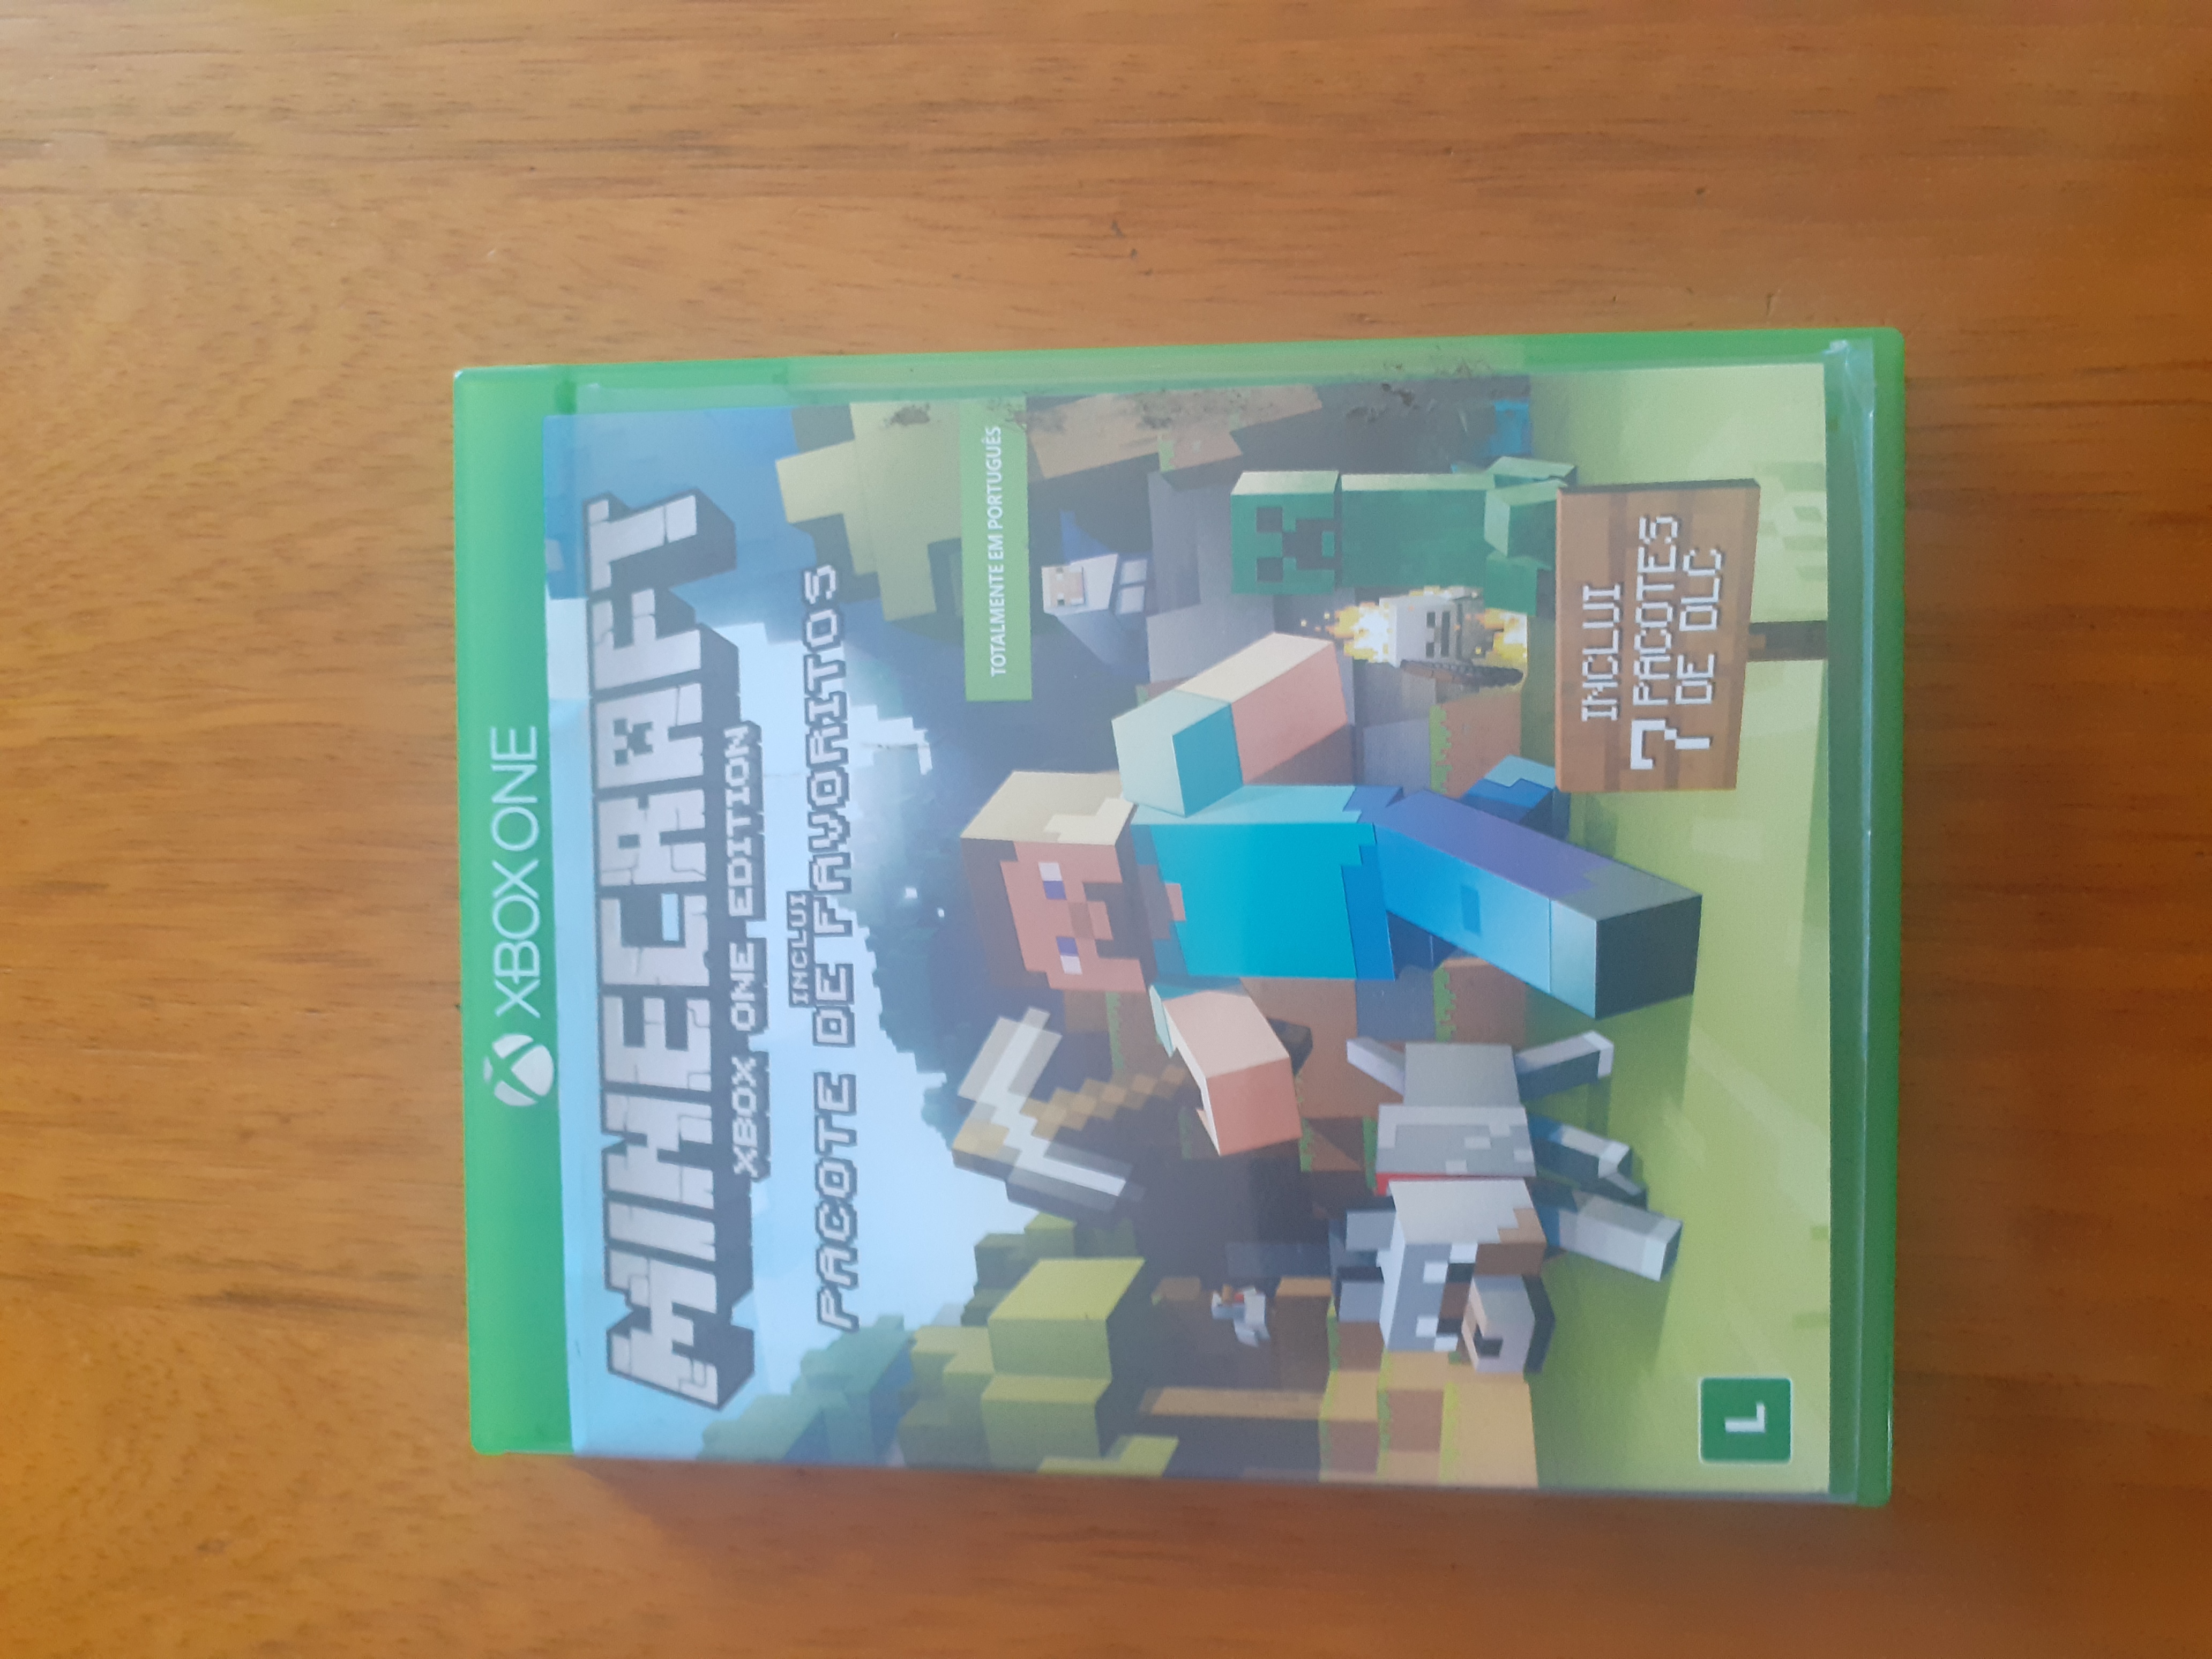 XBOX ONE
MINECRAFT
XBOX ONE EDITION
INCLUI
PACOTE DE FAVORITOS
TOTALMENTE EM PORTUGUÊS
INCLUI
7 PACOTES
DE DLC
L